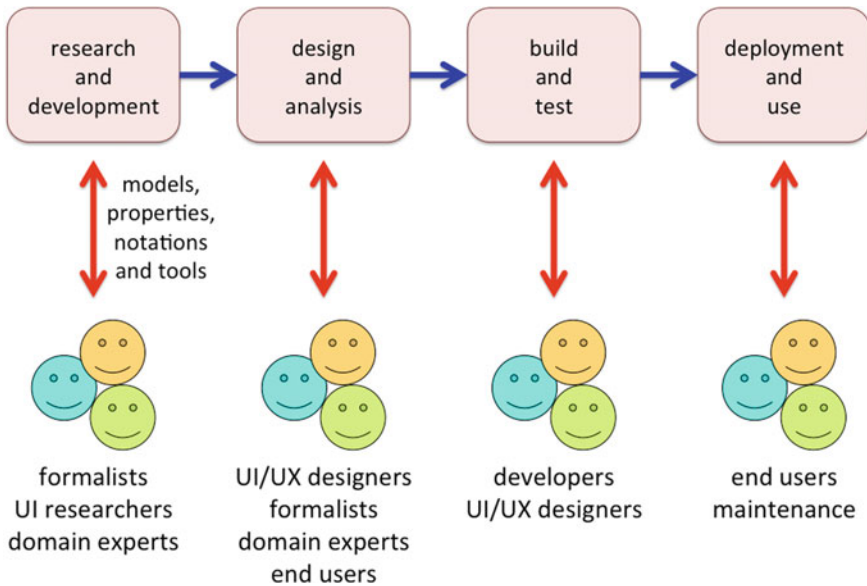 research
and
development
design
and
analysis
build
and
test
deployment
and
use
models,
properties,
notations
and tools
formalists
UI researchers
domain experts
UI/UX designers
formalists
domain experts
end users
developers
UI/UX designers
end users
maintenance